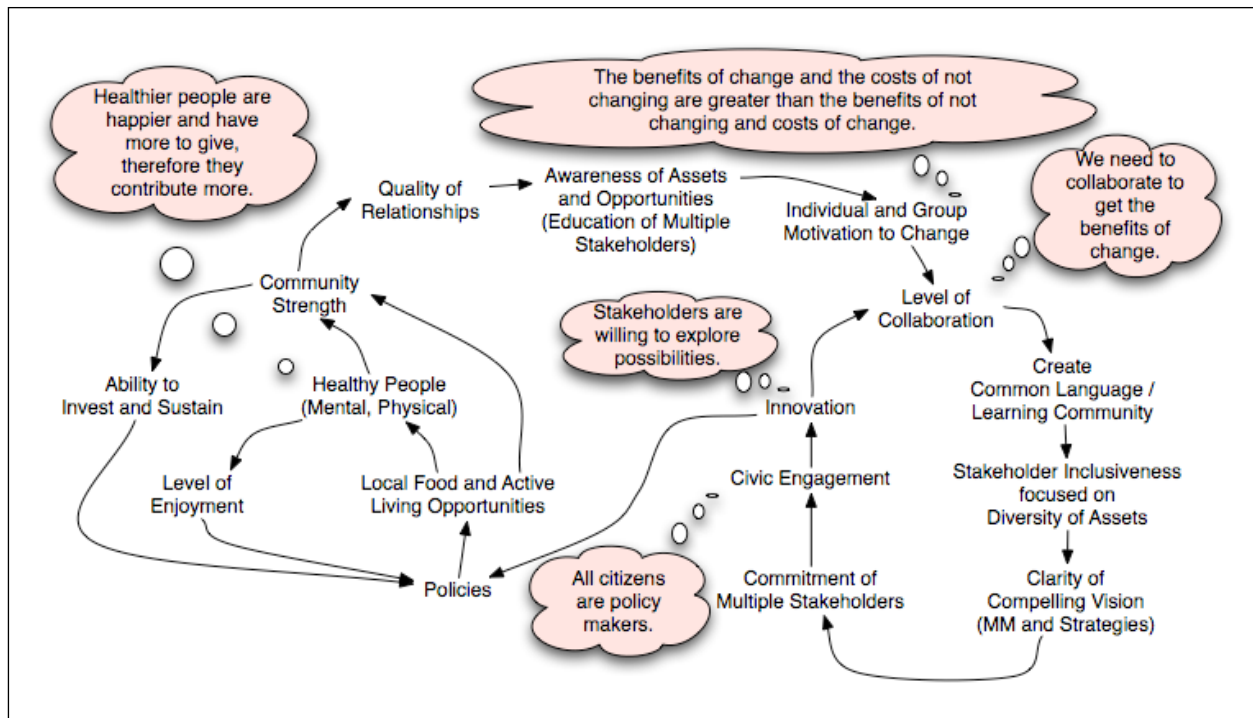 Healthier people are
happier and have
more to give,
therefore they
contribute more.
The benefits of change and the costs of not
changing are greater than the benefits of not
changing and costs of change.
We need to
collaborate to
get the
benefits of
change.
Quality of
Relationships
Awareness of Assets
and Opportunities
(Education of Multiple
Stakeholders)
Individual and Group
Motivation to Change
Community
Strength
Stakeholders are
willing to explore
possibilities.
Level of
Collaboration
Ability to
Invest and Sustain
Healthy People
(Mental, Physical)
Innovation
Create
Common Language /
Learning Community
Level of
Enjoyment
Local Food and Active
Living Opportunities
Civic Engagement
Stakeholder Inclusiveness
focused on
Diversity of Assets
Policies
All citizens
are policy
makers.
Commitment of
Multiple Stakeholders
Clarity of
Compelling Vision
(MM and Strategies)